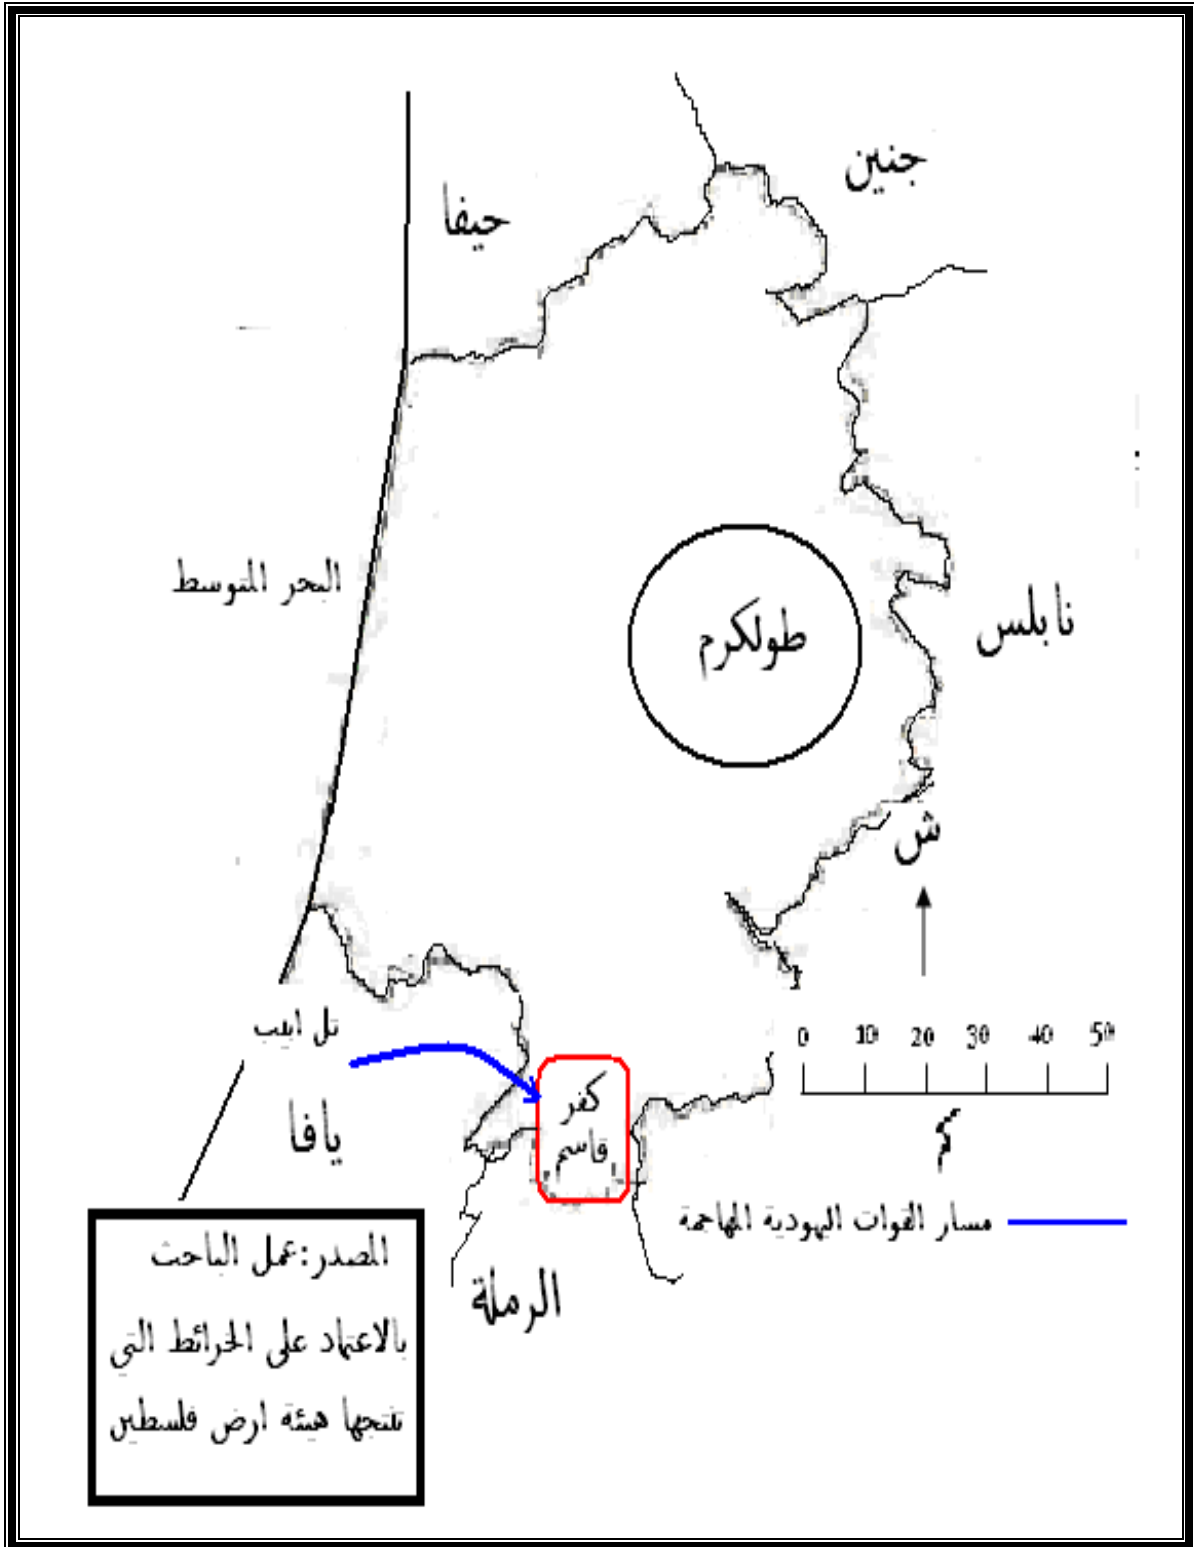 جنين
حيفا
البحر المتوسط
نابلس
طولكرم
ش
تل ابيب
0 10 20 30 40 50
كم
كفر
قاسم
يافا
مسار القوات اليهودية المهاجمة
الرملة
المصدر:عمل الباحث
بالاعتماد على الخرائط التي
تنتجها هيئة ارض فلسطين